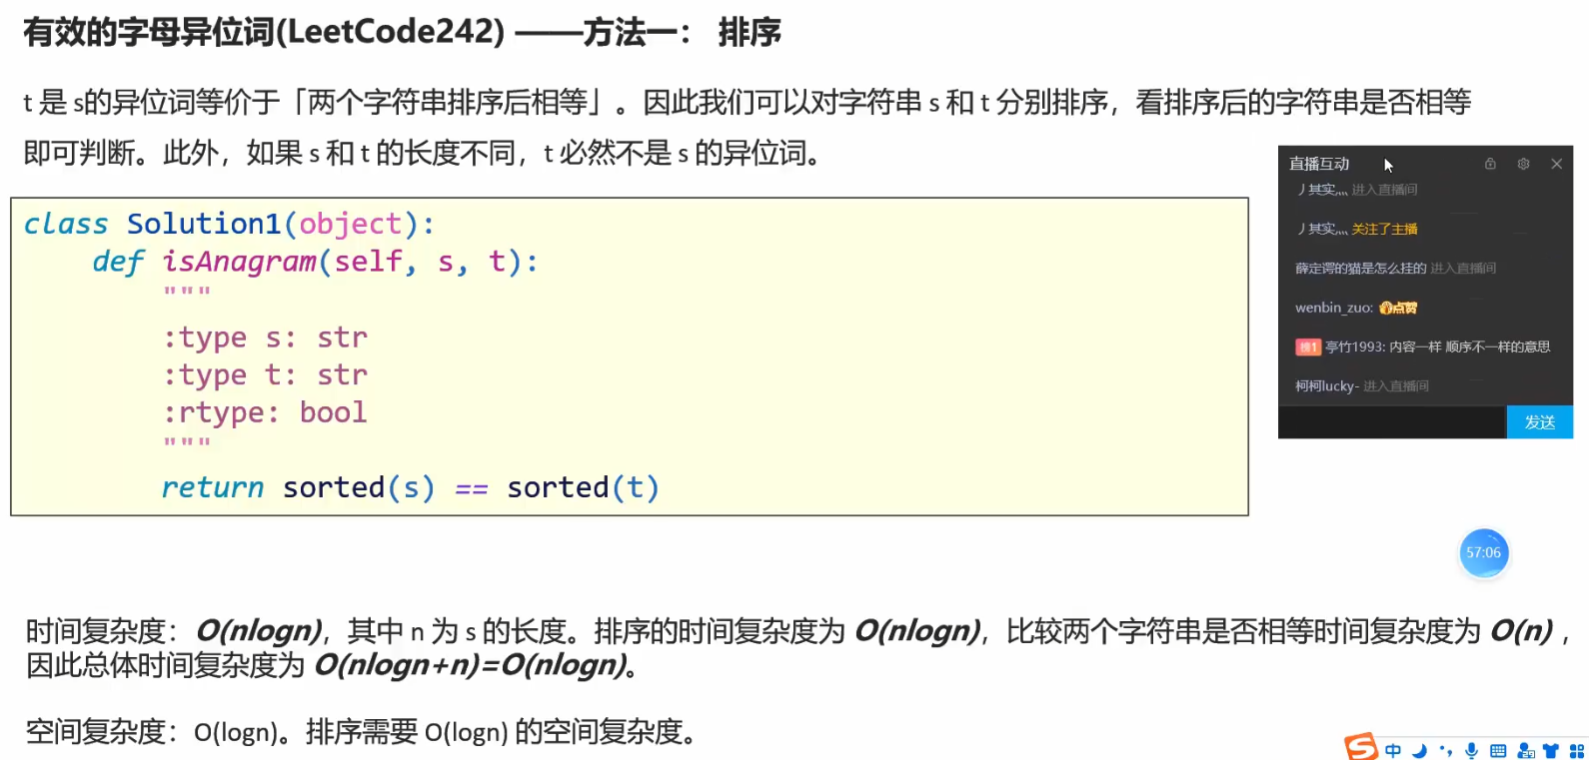 有效的字母异位词(LeetCode242) ——方法一： 排序
t 是 s的异位词等价于「两个字符串排序后相等」。因此我们可以对字符串 s 和 t 分别排序，看排序后的字符串是否相等
即可判断。此外，如果 s 和 t 的长度不同，t 必然不是 s 的异位词。
class Solution1(object):
def isAnagram(self, s, t):
"""
:type s: str
:type t: str
:rtype: bool
"""
return sorted(s) == sorted(t)
直播互动
丿其实灬 进入直播间
丿其实灬 关注了主播
薛定谔的猫是怎么挂的 进入直播间
wenbin_zuo: 点赞
榜1 亭竹1993: 内容一样 顺序不一样的意思
柯柯lucky- 进入直播间
发送
57:06
时间复杂度：O(nlogn)，其中 n 为 s 的长度。排序的时间复杂度为 O(nlogn)，比较两个字符串是否相等时间复杂度为 O(n)，
因此总体时间复杂度为 O(nlogn+n)=O(nlogn)。
空间复杂度：O(logn)。排序需要 O(logn) 的空间复杂度。
S 中